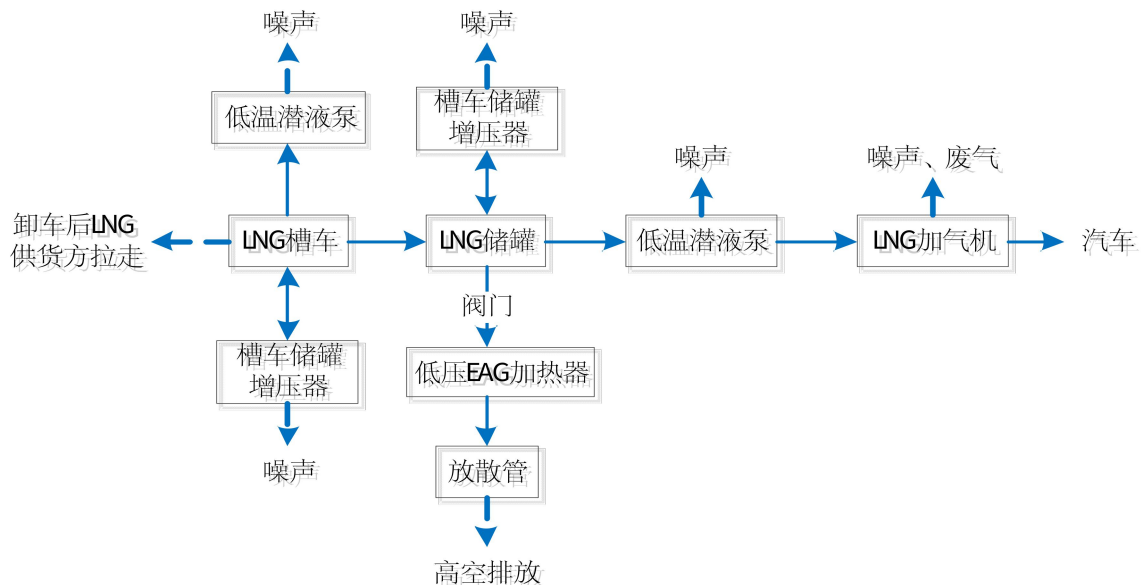 噪声
噪声
低温潜液泵
槽车储罐
增压器
噪声
噪声、废气
卸车后LNG
供货方拉走
LNG槽车
LNG储罐
低温潜液泵
LNG加气机
汽车
阀门
槽车储罐
增压器
低压EAG加热器
噪声
放散管
高空排放